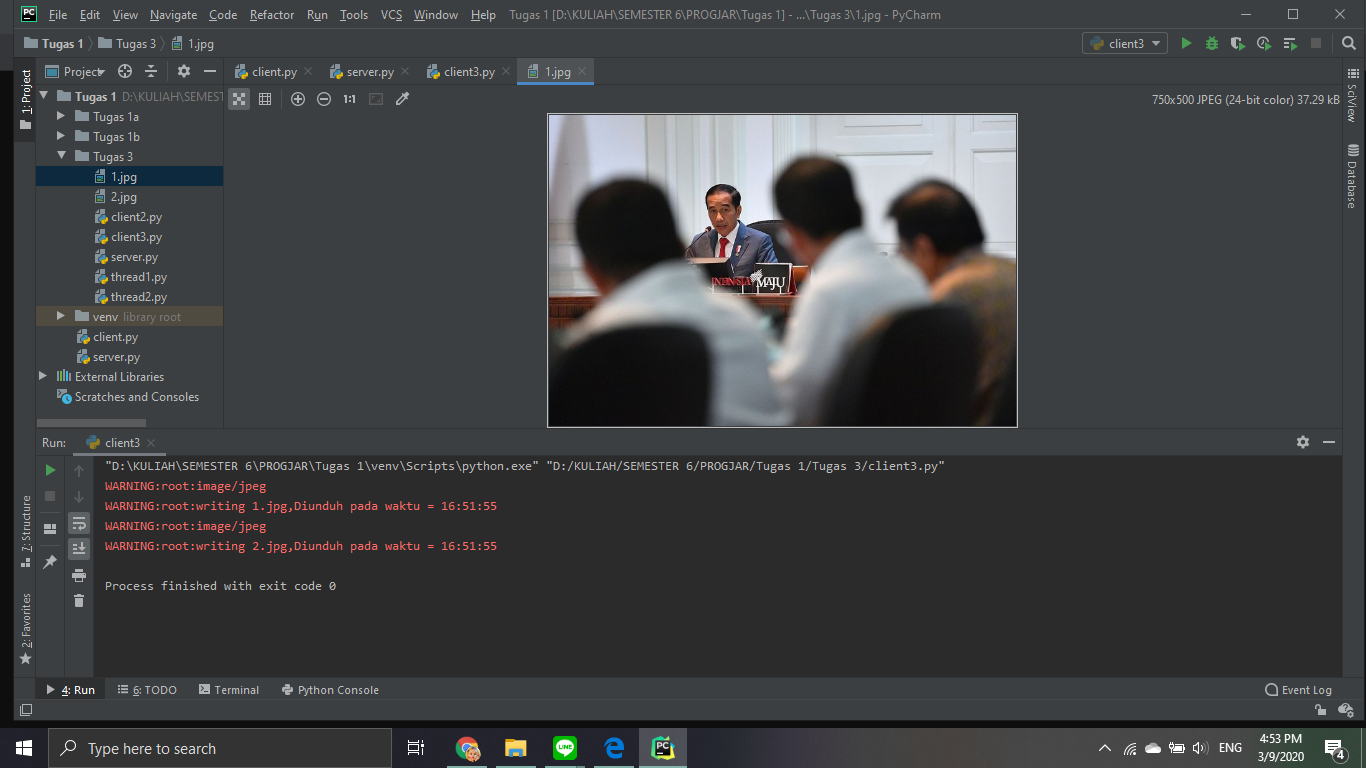 PC File Edit View Navigate Code Refactor Run Tools VCS Window Help Tugas 1 [D:\KULIAH\SEMESTER 6\PROGJAR\Tugas 1] - ...\Tugas 3\1.jpg - PyCharm
Tugas 1 Tugas 3 1.jpg client3
1: Project
Project client.py server.py client3.py 1.jpg
Tugas 1 D:\KULIAH\SEMEST
1:1 750x500 JPEG (24-bit color) 37.29 kB
SciView
Database
Tugas 1a
Tugas 1b
Tugas 3
1.jpg
2.jpg
client2.py
client3.py
server.py
thread1.py
thread2.py
venv library root
client.py
server.py
External Libraries
Scratches and Consoles
MAJU
Run: client3
"D:\KULIAH\SEMESTER 6\PROGJAR\Tugas 1\venv\Scripts\python.exe" "D:/KULIAH/SEMESTER 6/PROGJAR/Tugas 1/Tugas 3/client3.py"
WARNING:root:image/jpeg
WARNING:root:writing 1.jpg,Diunduh pada waktu = 16:51:55
WARNING:root:image/jpeg
WARNING:root:writing 2.jpg,Diunduh pada waktu = 16:51:55
Process finished with exit code 0
7: Structure
2: Favorites
4: Run 6: TODO Terminal Python Console Event Log
Type here to search
LINE
PC
ENG
4:53 PM
3/9/2020
4